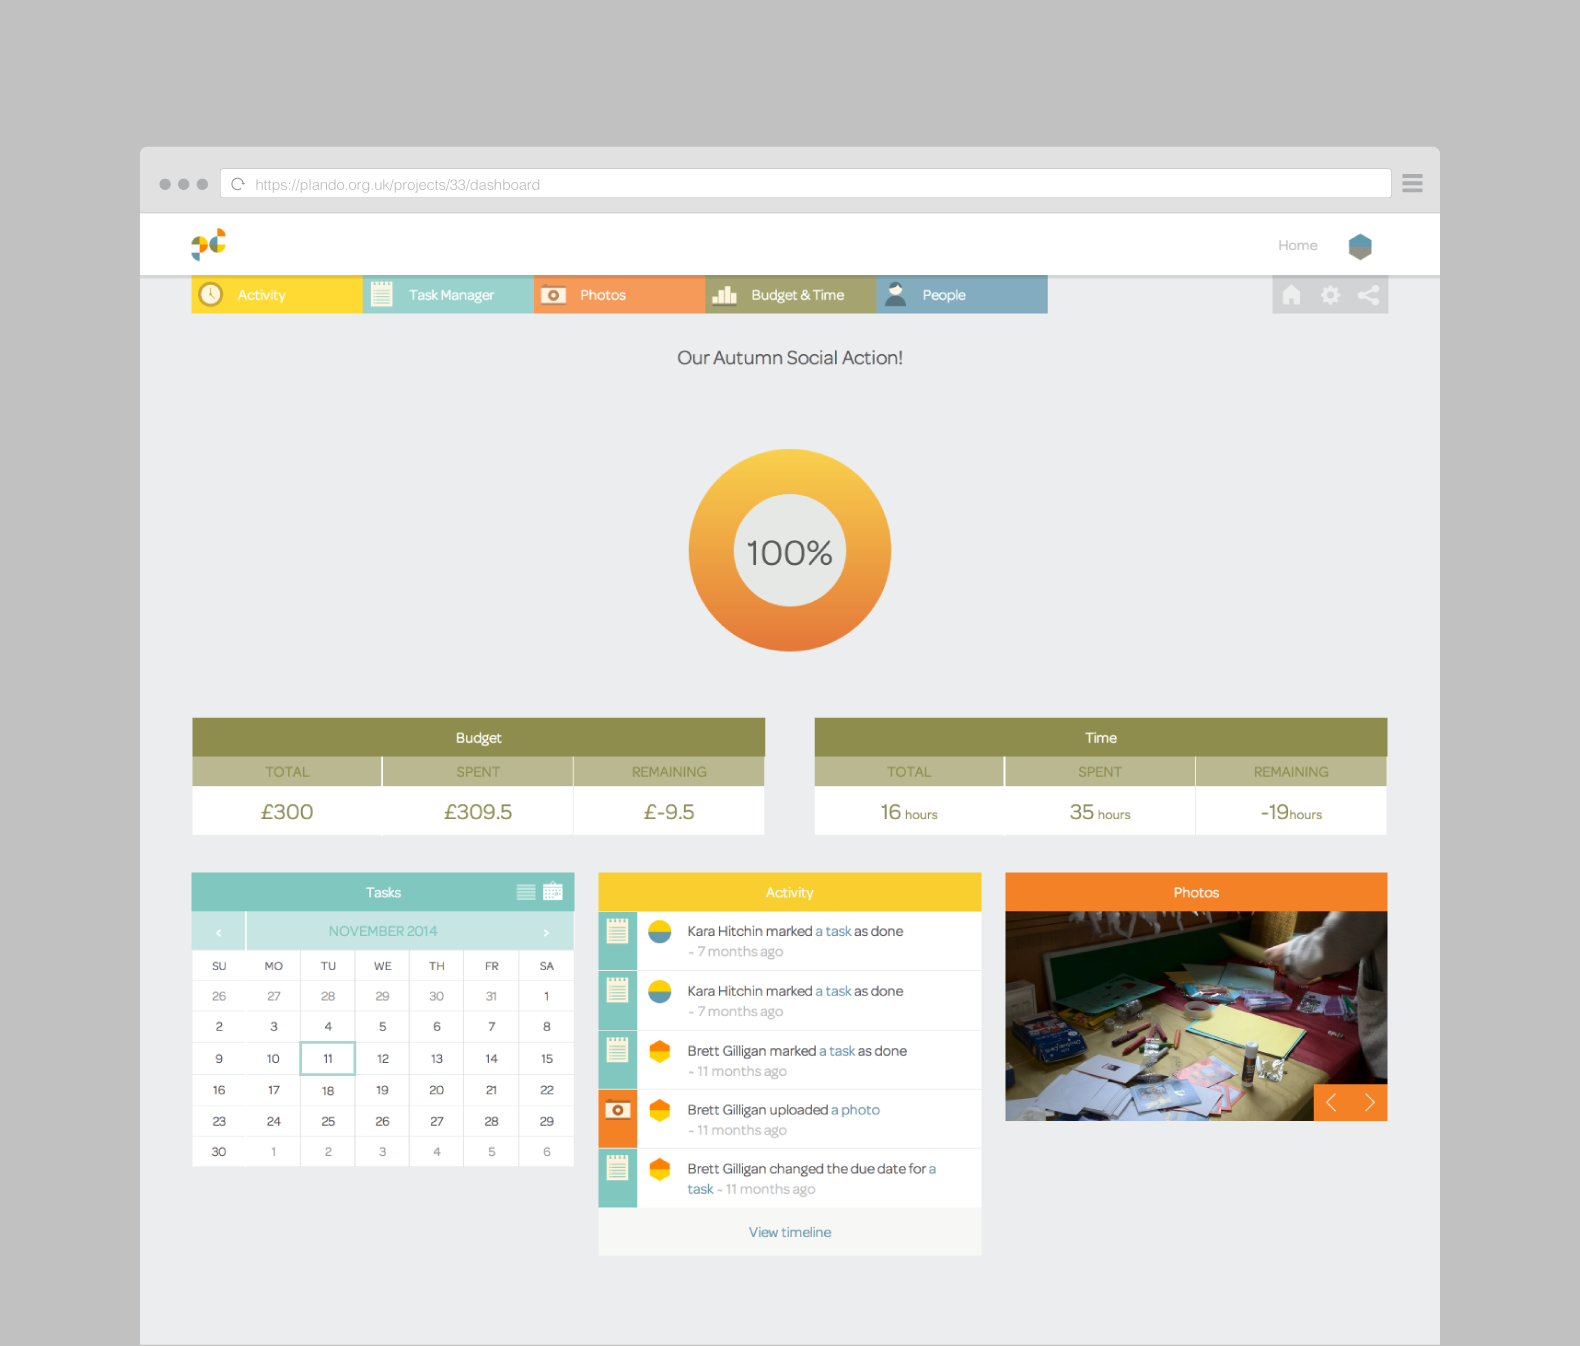 https://plando.org.uk/projects/33/dashboard
Home
Activity
Task Manager
Photos
Budget & Time
People
Our Autumn Social Action!
100%
Budget
TOTAL SPENT REMAINING
£300 £309.5 £-9.5
Time
TOTAL SPENT REMAINING
16 hours 35 hours -19hours
Tasks
‹ NOVEMBER 2014 ›
SU MO TU WE TH FR SA
26 27 28 29 30 31 1
2 3 4 5 6 7 8
9 10 11 12 13 14 15
16 17 18 19 20 21 22
23 24 25 26 27 28 29
30 1 2 3 4 5 6
Activity
Kara Hitchin marked a task as done
~ 7 months ago
Kara Hitchin marked a task as done
~ 7 months ago
Brett Gilligan marked a task as done
~ 11 months ago
Brett Gilligan uploaded a photo
~ 11 months ago
Brett Gilligan changed the due date for a
task ~ 11 months ago
View timeline
Photos